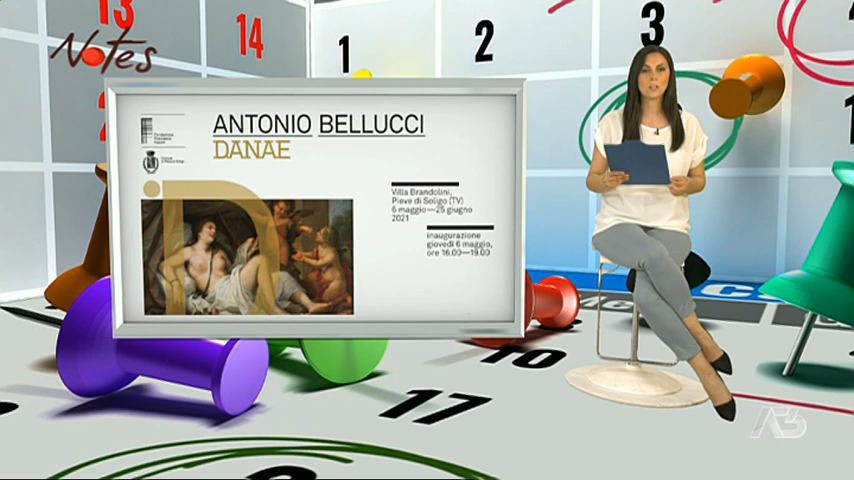 13
14
1
2
3
Notes
ANTONIO BELLUCCI
DANAE
Villa Brandolini,
Pieve di Soligo (TV)
6 maggio—25 giugno
2021
inaugurazione
giovedì 6 maggio,
ore 16.00—19.00
10
17